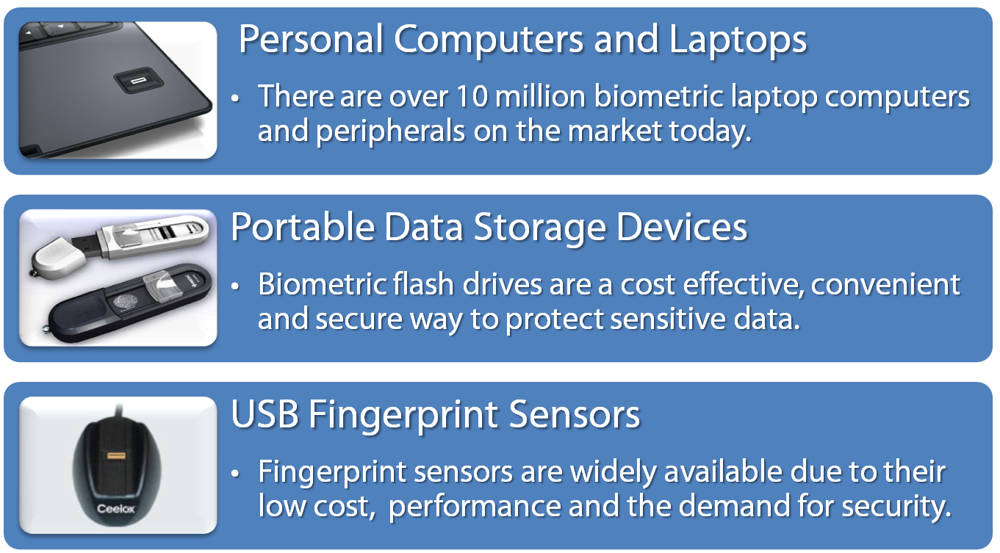 Personal Computers and Laptops
• There are over 10 million biometric laptop computers
and peripherals on the market today.
Portable Data Storage Devices
• Biometric flash drives are a cost effective, convenient
and secure way to protect sensitive data.
USB Fingerprint Sensors
• Fingerprint sensors are widely available due to their
low cost, performance and the demand for security.
Ceelox